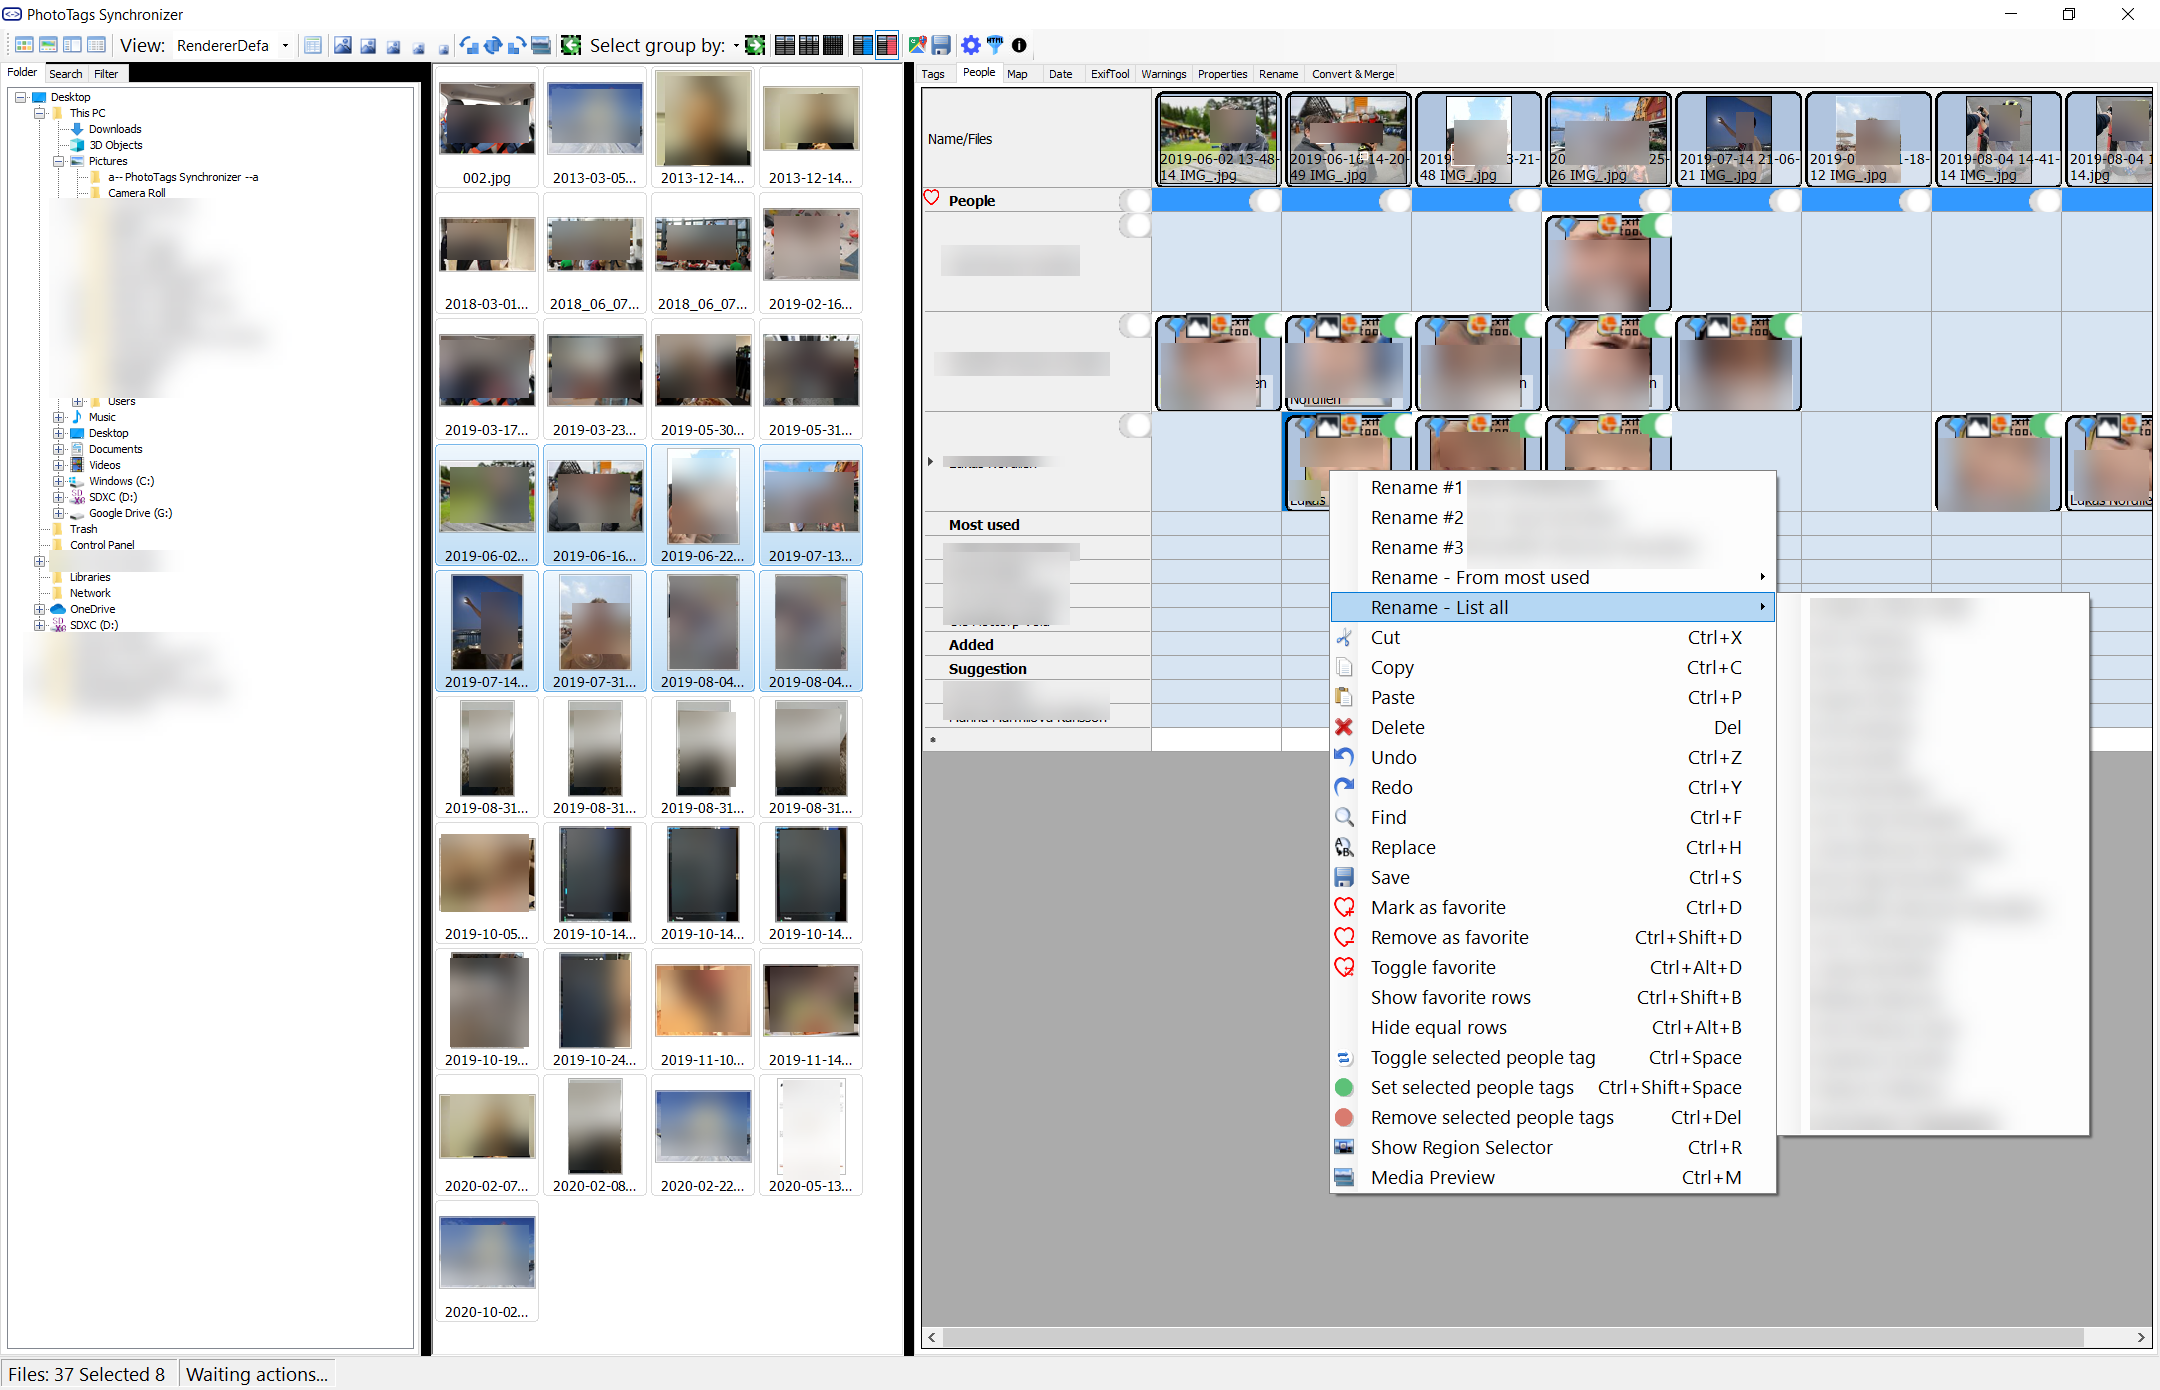 PhotoTags Synchronizer
View: RendererDefa
Select group by:
Folder Search Filter
Desktop
This PC
Downloads
3D Objects
Pictures
a-- PhotoTags Synchronizer --a
Camera Roll
Users
Music
Desktop
Documents
Videos
Windows (C:)
SDXC (D:)
Google Drive (G:)
Trash
Control Panel
Libraries
Network
OneDrive
SDXC (D:)
002.jpg 2013-03-05... 2013-12-14... 2013-12-14...
2018-03-01... 2018_06_07... 2018_06_07... 2019-02-16...
2019-03-17... 2019-03-23... 2019-05-30... 2019-05-31...
2019-06-02... 2019-06-16... 2019-06-22... 2019-07-13...
2019-07-14... 2019-07-31... 2019-08-04... 2019-08-04...
2019-08-31... 2019-08-31... 2019-08-31... 2019-08-31...
2019-10-05... 2019-10-14... 2019-10-14... 2019-10-14...
2019-10-19... 2019-10-24... 2019-11-10... 2019-11-14...
2020-02-07... 2020-02-08... 2020-02-22... 2020-05-13...
2020-10-02...
Tags People Map Date ExifTool Warnings Properties Rename Convert & Merge
Name/Files
2019-06-02 13-48-14 IMG_.jpg
2019-06-16 14-20-49 IMG_.jpg
48 IMG_.jpg
26 IMG_.jpg
2019-07-14 21-06-21 IMG_.jpg
12 IMG_.jpg
2019-08-04 14-41-14 IMG_.jpg
2019-08-04 1
14.jpg
People
Most used
Added
Suggestion
*
Rename #1
Rename #2
Rename #3
Rename - From most used
Rename - List all
Cut Ctrl+X
Copy Ctrl+C
Paste Ctrl+P
Delete Del
Undo Ctrl+Z
Redo Ctrl+Y
Find Ctrl+F
Replace Ctrl+H
Save Ctrl+S
Mark as favorite Ctrl+D
Remove as favorite Ctrl+Shift+D
Toggle favorite Ctrl+Alt+D
Show favorite rows Ctrl+Shift+B
Hide equal rows Ctrl+Alt+B
Toggle selected people tag Ctrl+Space
Set selected people tags Ctrl+Shift+Space
Remove selected people tags Ctrl+Del
Show Region Selector Ctrl+R
Media Preview Ctrl+M
Files: 37 Selected 8 Waiting actions...